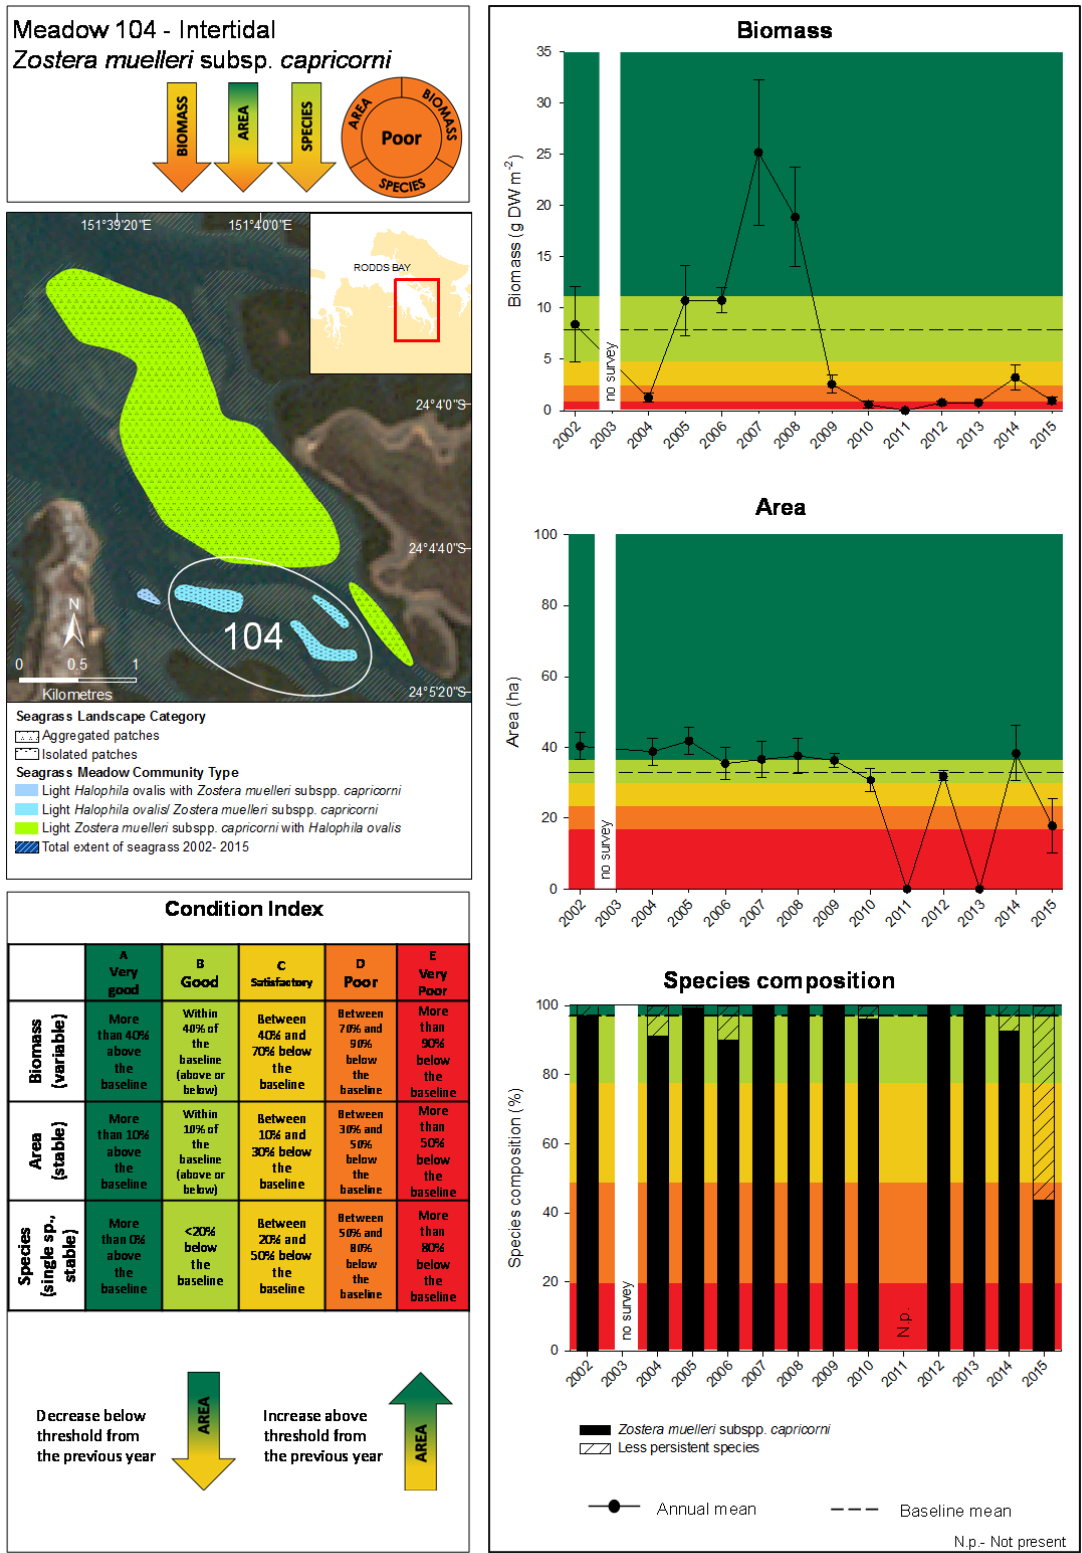 Meadow 104 - Intertidal
Zostera muelleri subsp. capricorni
BIOMASS
AREA
SPECIES
AREA
BIOMASS
Poor
SPECIES
151°39'20"E
151°40'0"E
RODDS BAY
24°4'0"S
24°4'40"S
24°5'20"S
104
N
0 0.5 1
Kilometres
Seagrass Landscape Category
Aggregated patches
Isolated patches
Seagrass Meadow Community Type
Light Halophila ovalis with Zostera muelleri subspp. capricorni
Light Halophila ovalis/ Zostera muelleri subspp. capricorni
Light Zostera muelleri subspp. capricorni with Halophila ovalis
Total extent of seagrass 2002- 2015
Condition Index
A
Very
good
B
Good
C
Satisfactory
D
Poor
E
Very
Poor
Biomass
(variable)
More
than 40%
above
the
baseline
Within
40% of
the
baseline
(above or
below)
Between
40% and
70% below
the
baseline
Between
70% and
90%
below
the
baseline
More
than
90%
below
the
baseline
Area
(stable)
More
than 10%
above
the
baseline
Within
10% of
the
baseline
(above or
below)
Between
10% and
30% below
the
baseline
Between
30% and
50%
below
the
baseline
More
than
50%
below
the
baseline
Species
(single sp.,
stable)
More
than 0%
above
the
baseline
<20%
below
the
baseline
Between
20% and
50% below
the
baseline
Between
50% and
80%
below
the
baseline
More
than
80%
below
the
baseline
Decrease below
threshold from
the previous year
AREA
Increase above
threshold from
the previous year
AREA
Biomass
Biomass (g DW m-2)
35
30
25
20
15
10
5
0
no survey
2002 2003 2004 2005 2006 2007 2008 2009 2010 2011 2012 2013 2014 2015
Area
Area (ha)
100
80
60
40
20
0
no survey
2002 2003 2004 2005 2006 2007 2008 2009 2010 2011 2012 2013 2014 2015
Species composition
Species composition (%)
100
80
60
40
20
0
no survey
N.p.
2002 2003 2004 2005 2006 2007 2008 2009 2010 2011 2012 2013 2014 2015
Zostera muelleri subspp. capricorni
Less persistent species
Annual mean
Baseline mean
N.p.- Not present